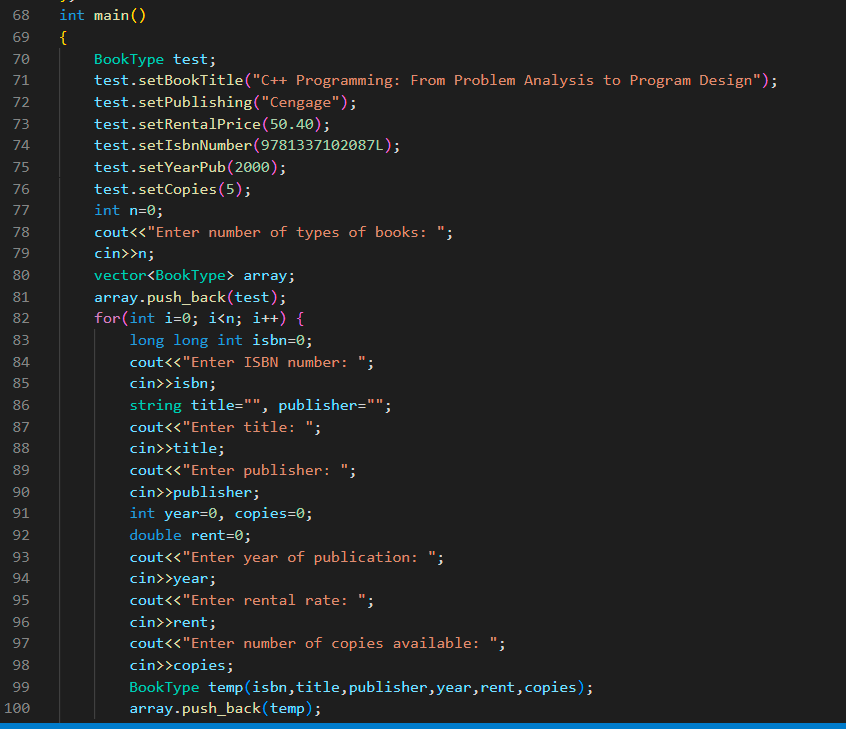 68 int main()
69 {
70 BookType test;
71 test.setBookTitle("C++ Programming: From Problem Analysis to Program Design");
72 test.setPublishing("Cengage");
73 test.setRentalPrice(50.40);
74 test.setIsbnNumber(9781337102087L);
75 test.setYearPub(2000);
76 test.setCopies(5);
77 int n=0;
78 cout<<"Enter number of types of books: ";
79 cin>>n;
80 vector<BookType> array;
81 array.push_back(test);
82 for(int i=0; i<n; i++) {
83 long long int isbn=0;
84 cout<<"Enter ISBN number: ";
85 cin>>isbn;
86 string title="", publisher="";
87 cout<<"Enter title: ";
88 cin>>title;
89 cout<<"Enter publisher: ";
90 cin>>publisher;
91 int year=0, copies=0;
92 double rent=0;
93 cout<<"Enter year of publication: ";
94 cin>>year;
95 cout<<"Enter rental rate: ";
96 cin>>rent;
97 cout<<"Enter number of copies available: ";
98 cin>>copies;
99 BookType temp(isbn,title,publisher,year,rent,copies);
100 array.push_back(temp);